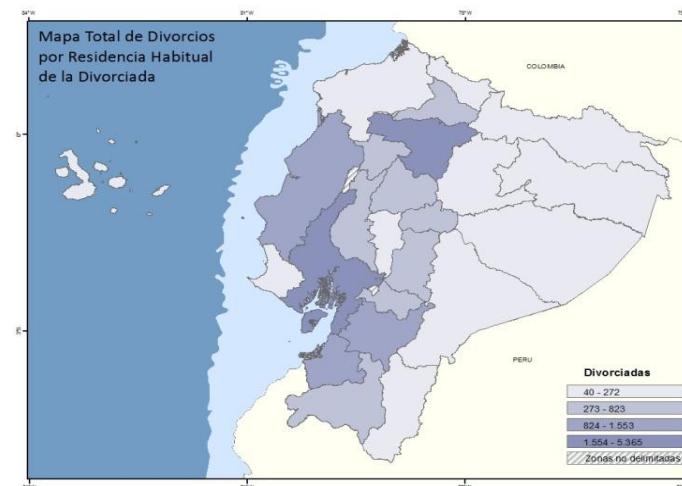 Mapa Total de Divorcios
por Residencia Habitual
de la Divorciada
COLOMBIA
PERU
Divorciadas
40 - 272
273 - 823
824 - 1.553
1.554 - 5.365
Zonas no delimitadas